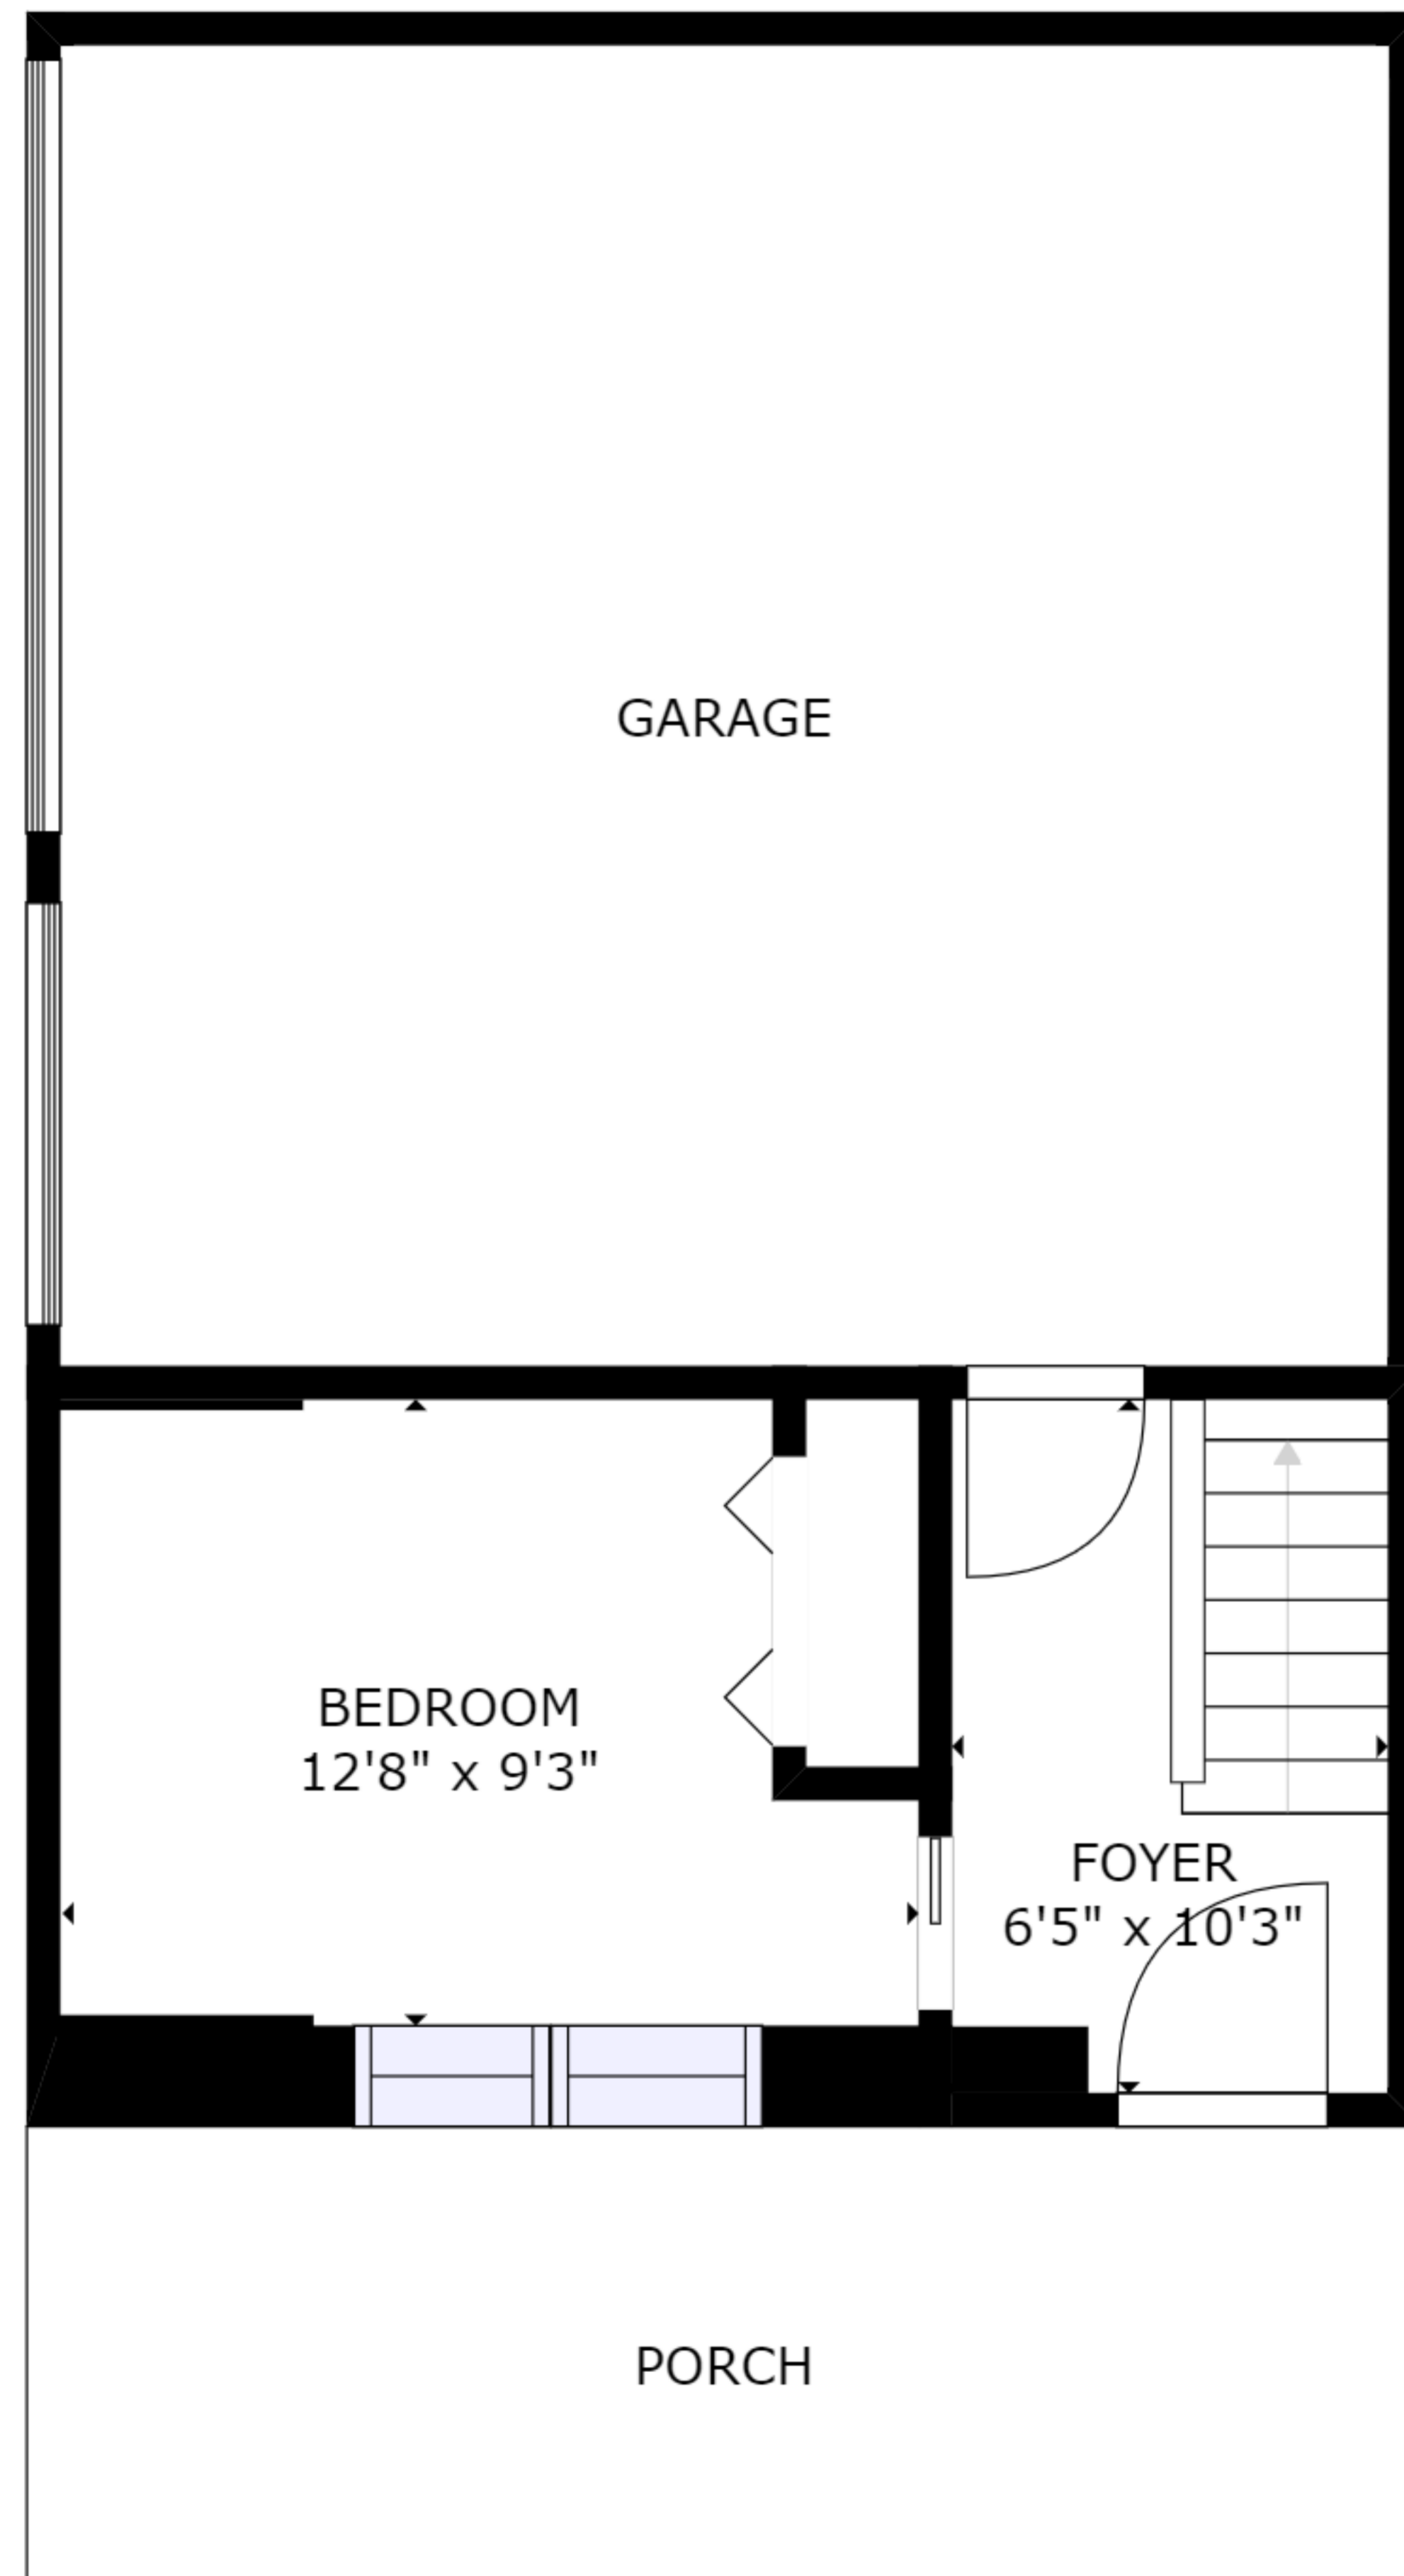 GARAGE
BEDROOM
12'8" x 9'3"
FOYER
6'5" x 10'3"
PORCH